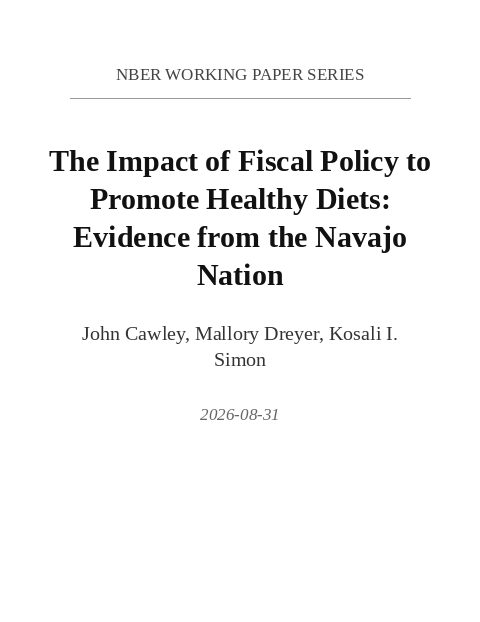 NBER WORKING PAPER SERIES
The Impact of Fiscal Policy to
Promote Healthy Diets:
Evidence from the Navajo
Nation
John Cawley, Mallory Dreyer, Kosali I.
Simon
2026-08-31